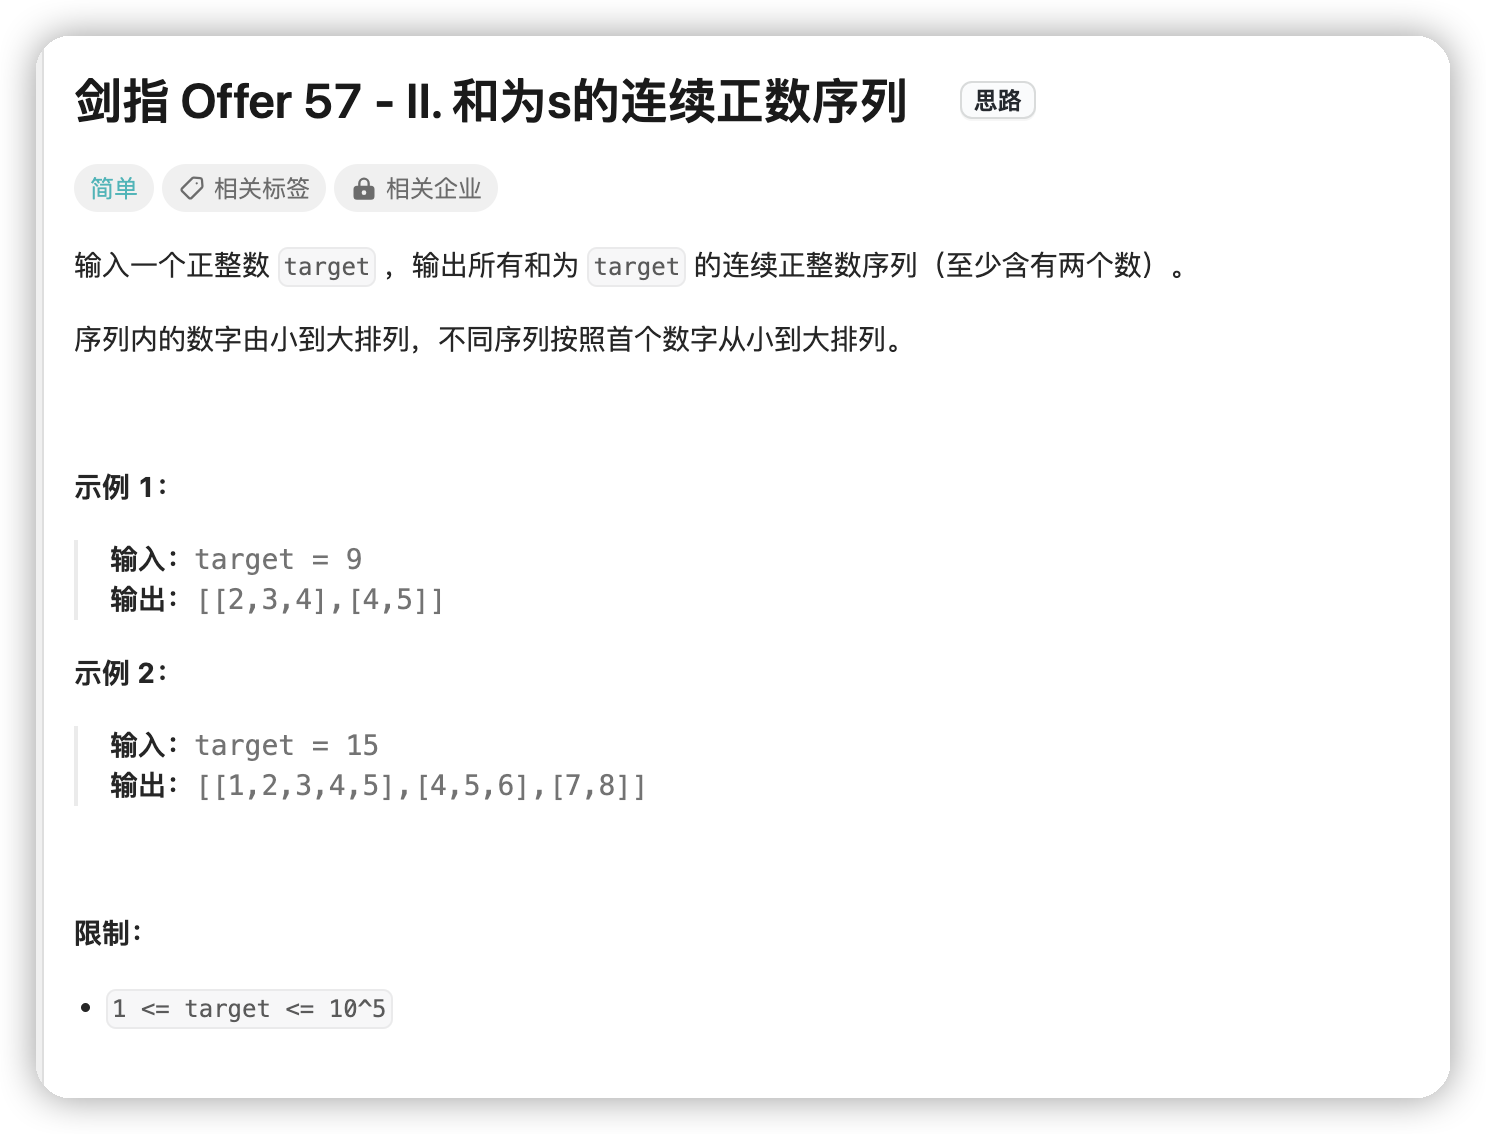 剑指 Offer 57 - II. 和为s的连续正数序列 思路
简单 相关标签 相关企业
输入一个正整数 target ，输出所有和为 target 的连续正整数序列（至少含有两个数）。
序列内的数字由小到大排列，不同序列按照首个数字从小到大排列。
示例 1：
输入：target = 9
输出：[[2,3,4],[4,5]]
示例 2：
输入：target = 15
输出：[[1,2,3,4,5],[4,5,6],[7,8]]
限制：
• 1 <= target <= 10^5